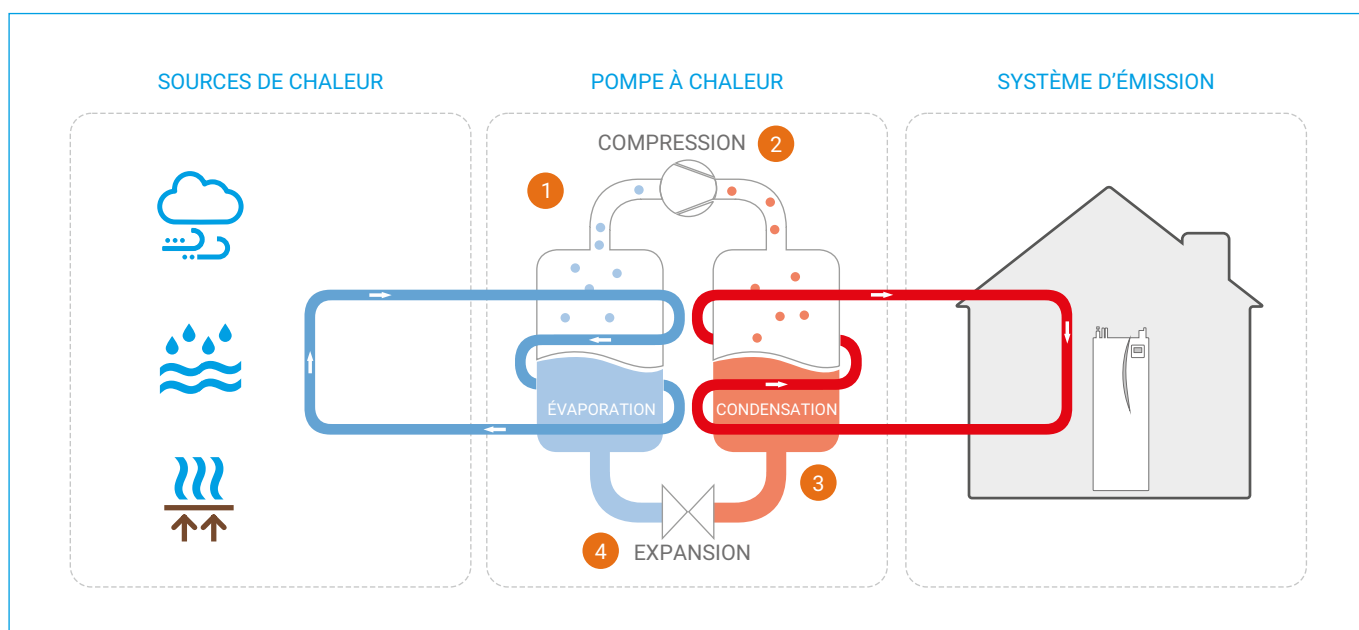 SOURCES DE CHALEUR
POMPE À CHALEUR
SYSTÈME D'ÉMISSION
COMPRESSION 2
1
ÉVAPORATION
CONDENSATION
3
4 EXPANSION